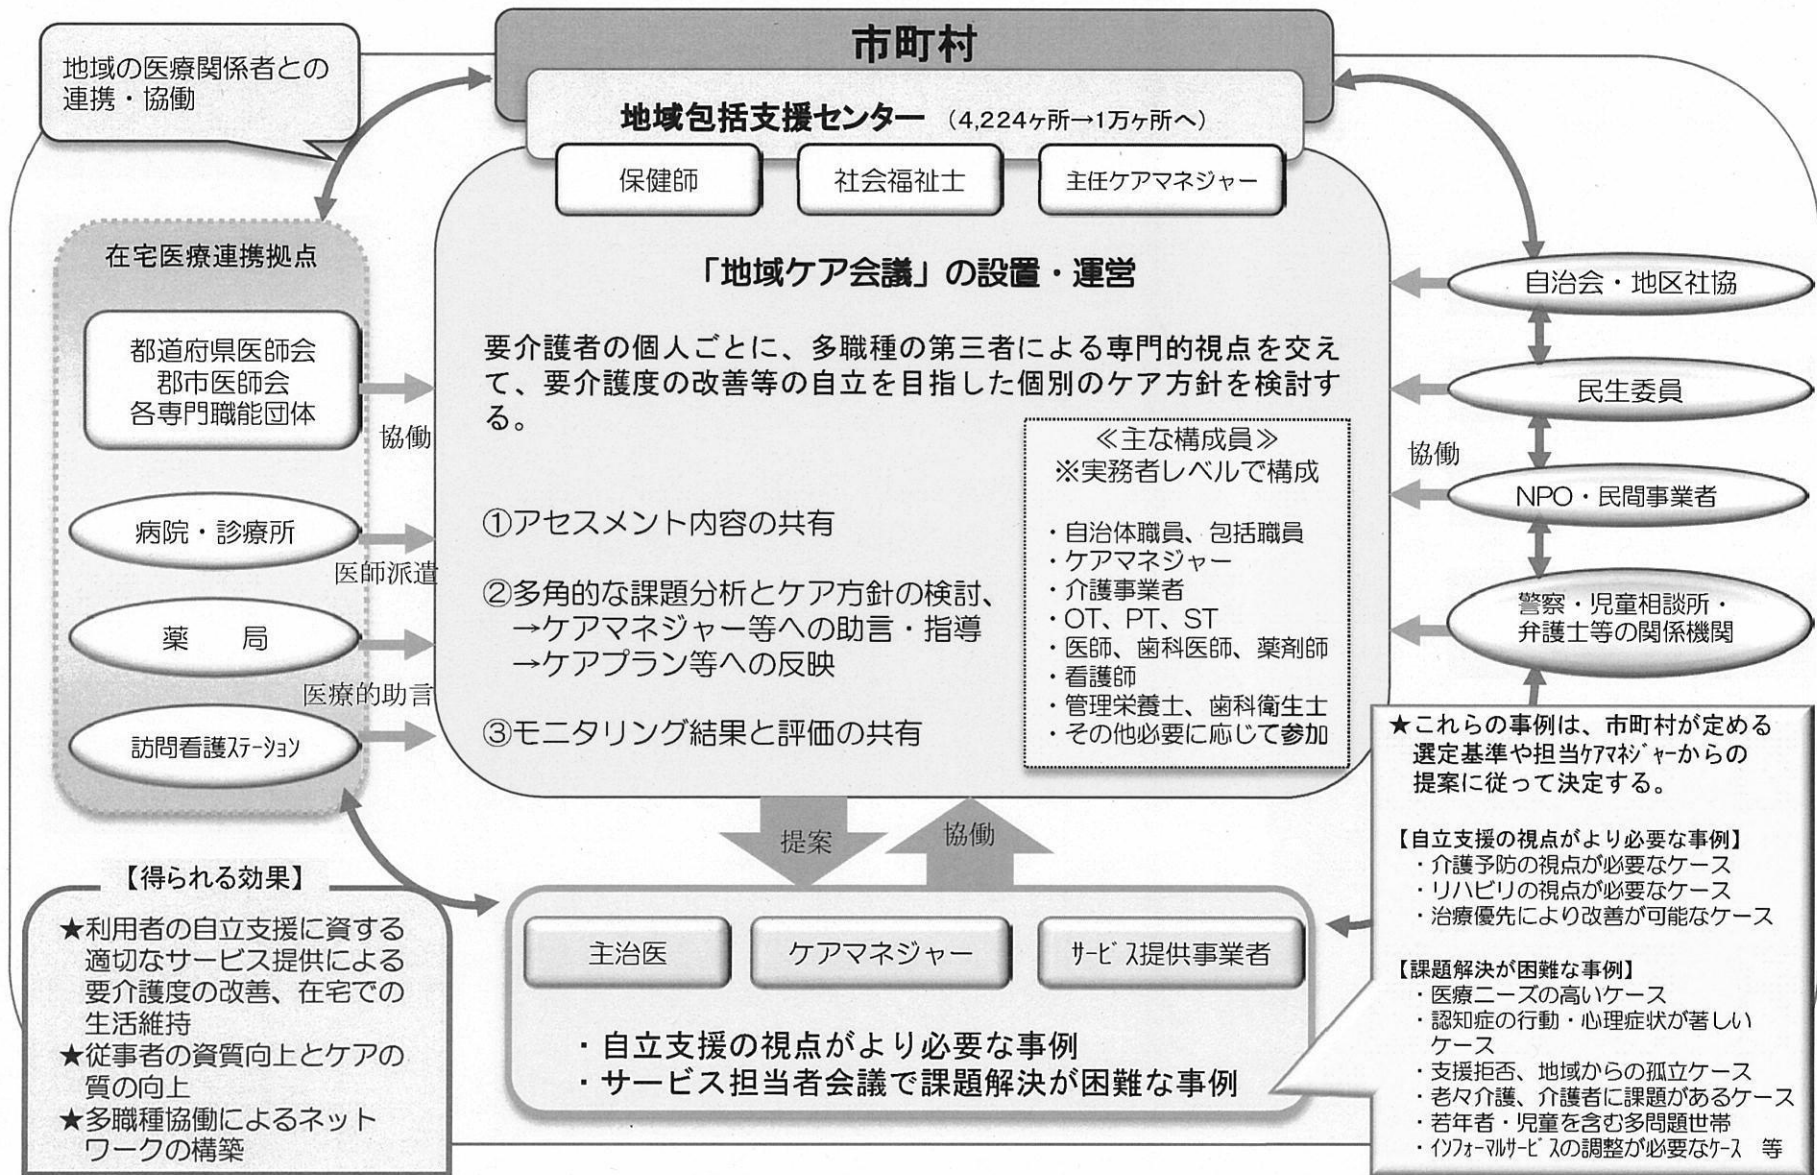 市町村
地域の医療関係者との
連携・協働
地域包括支援センター （4,224ヶ所→1万ヶ所へ）
保健師
社会福祉士
主任ケアマネジャー
在宅医療連携拠点
都道府県医師会
郡市医師会
各専門職能団体
協働
病院・診療所
医師派遣
薬　局
医療的助言
訪問看護ｽﾃｰｼｮﾝ
「地域ケア会議」の設置・運営
要介護者の個人ごとに、多職種の第三者による専門的視点を交え
て、要介護度の改善等の自立を目指した個別のケア方針を検討す
る。
①アセスメント内容の共有
②多角的な課題分析とケア方針の検討、
→ケアマネジャー等への助言・指導
→ケアプラン等への反映
③モニタリング結果と評価の共有
≪主な構成員≫
※実務者レベルで構成
・自治体職員、包括職員
・ケアマネジャー
・介護事業者
・OT、PT、ST
・医師、歯科医師、薬剤師
・看護師
・管理栄養士、歯科衛生士
・その他必要に応じて参加
自治会・地区社協
民生委員
協働
NPO・民間事業者
警察・児童相談所・
弁護士等の関係機関
提案
協働
主治医
ケアマネジャー
ｻｰﾋﾞｽ提供事業者
・自立支援の視点がより必要な事例
・サービス担当者会議で課題解決が困難な事例
【得られる効果】
★利用者の自立支援に資する
適切なサービス提供による
要介護度の改善、在宅での
生活維持
★従事者の資質向上とケアの
質の向上
★多職種協働によるネット
ワークの構築
★これらの事例は、市町村が定める
選定基準や担当ｹｱﾏﾈｼﾞｬｰからの
提案に従って決定する。
【自立支援の視点がより必要な事例】
・介護予防の視点が必要なケース
・リハビリの視点が必要なケース
・治療優先により改善が可能なケース
【課題解決が困難な事例】
・医療ニーズの高いケース
・認知症の行動・心理症状が著しい
ケース
・支援拒否、地域からの孤立ケース
・老々介護、介護者に課題があるケース
・若年者・児童を含む多問題世帯
・ｲﾝﾌｫｰﾏﾙｻｰﾋﾞｽの調整が必要なｹｰｽ　等